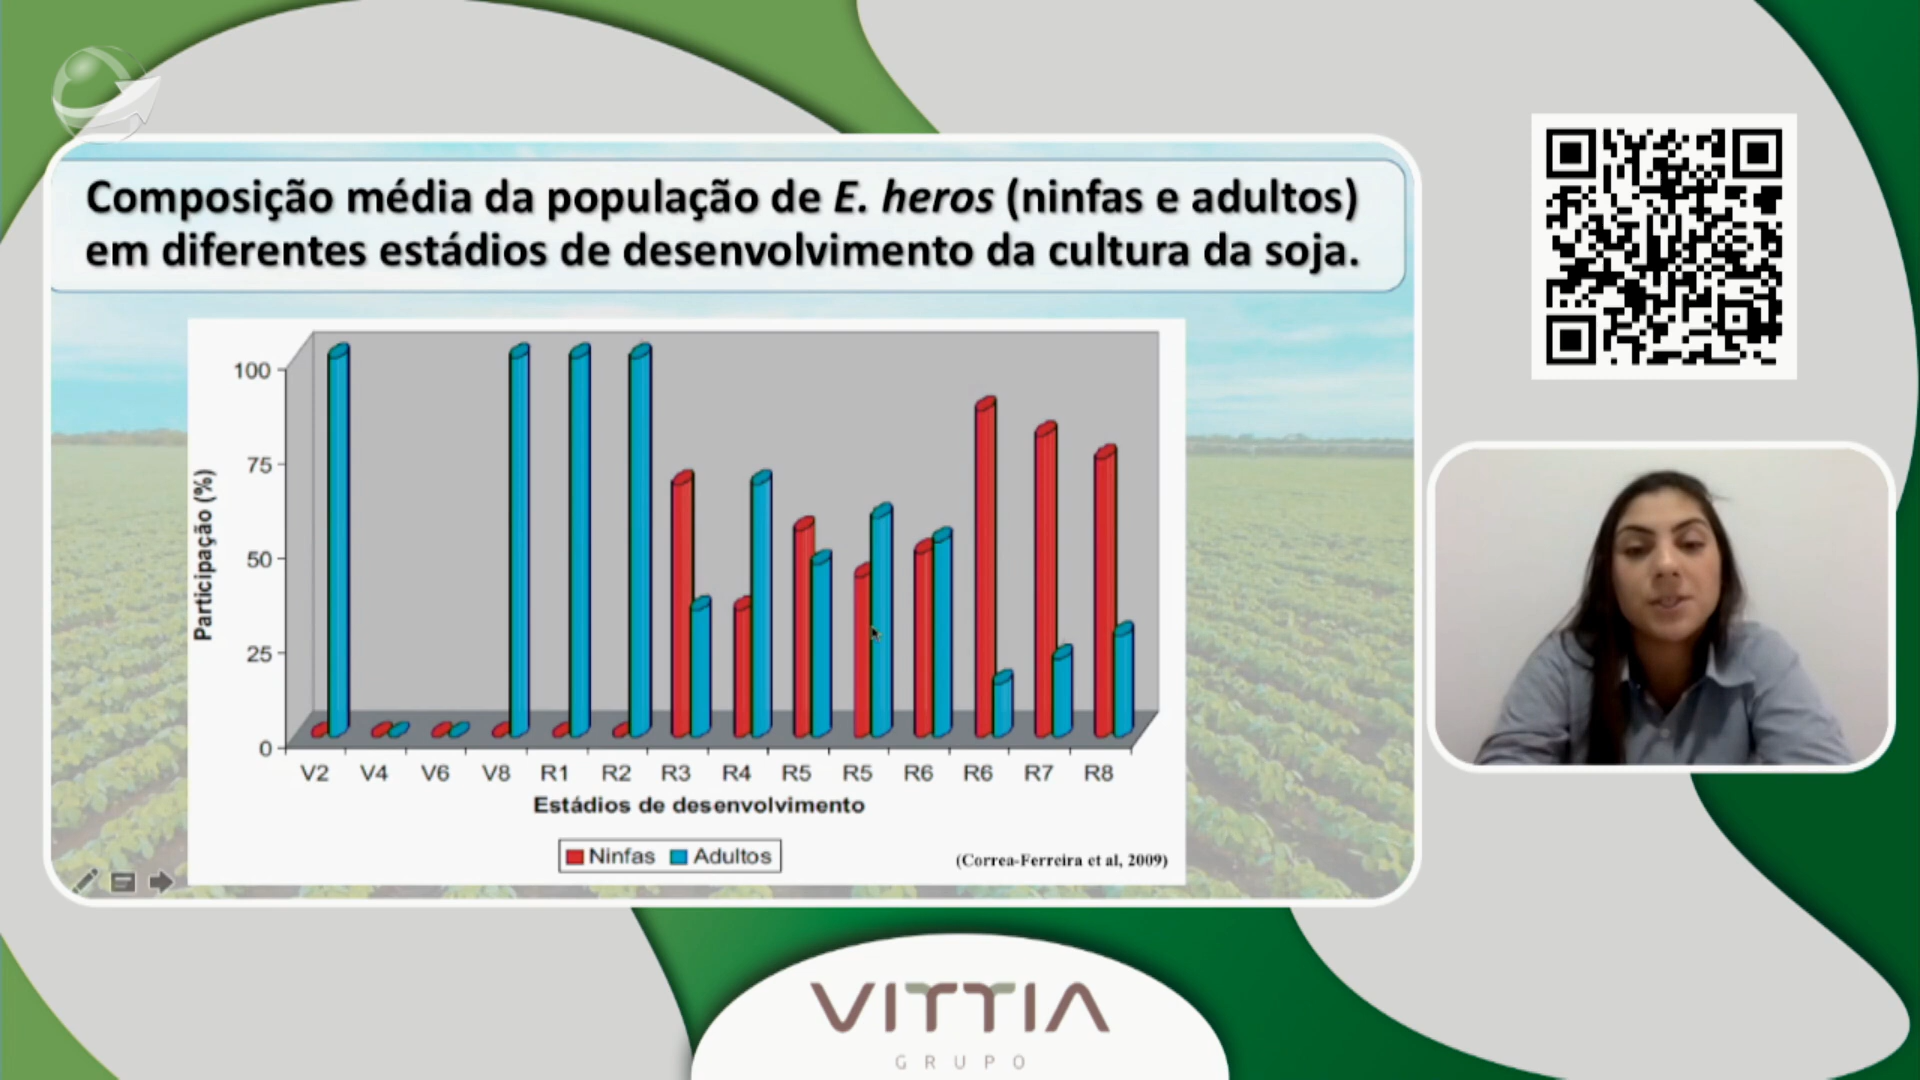 Composição média da população de E. heros (ninfas e adultos)
em diferentes estádios de desenvolvimento da cultura da soja.
100
75
50
25
0
Participação (%)
V2 V4 V6 V8 R1 R2 R3 R4 R5 R5 R6 R6 R7 R8
Estádios de desenvolvimento
Ninfas Adultos
(Correa-Ferreira et al, 2009)
VITTIA
GRUPO